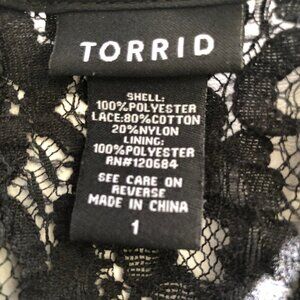 TORRID
SHELL:
100%POLYESTER
LACE:80%COTTON
20%NYLON
LINING:
100%POLYESTER
RN#120684
SEE CARE ON
REVERSE
MADE IN CHINA
1